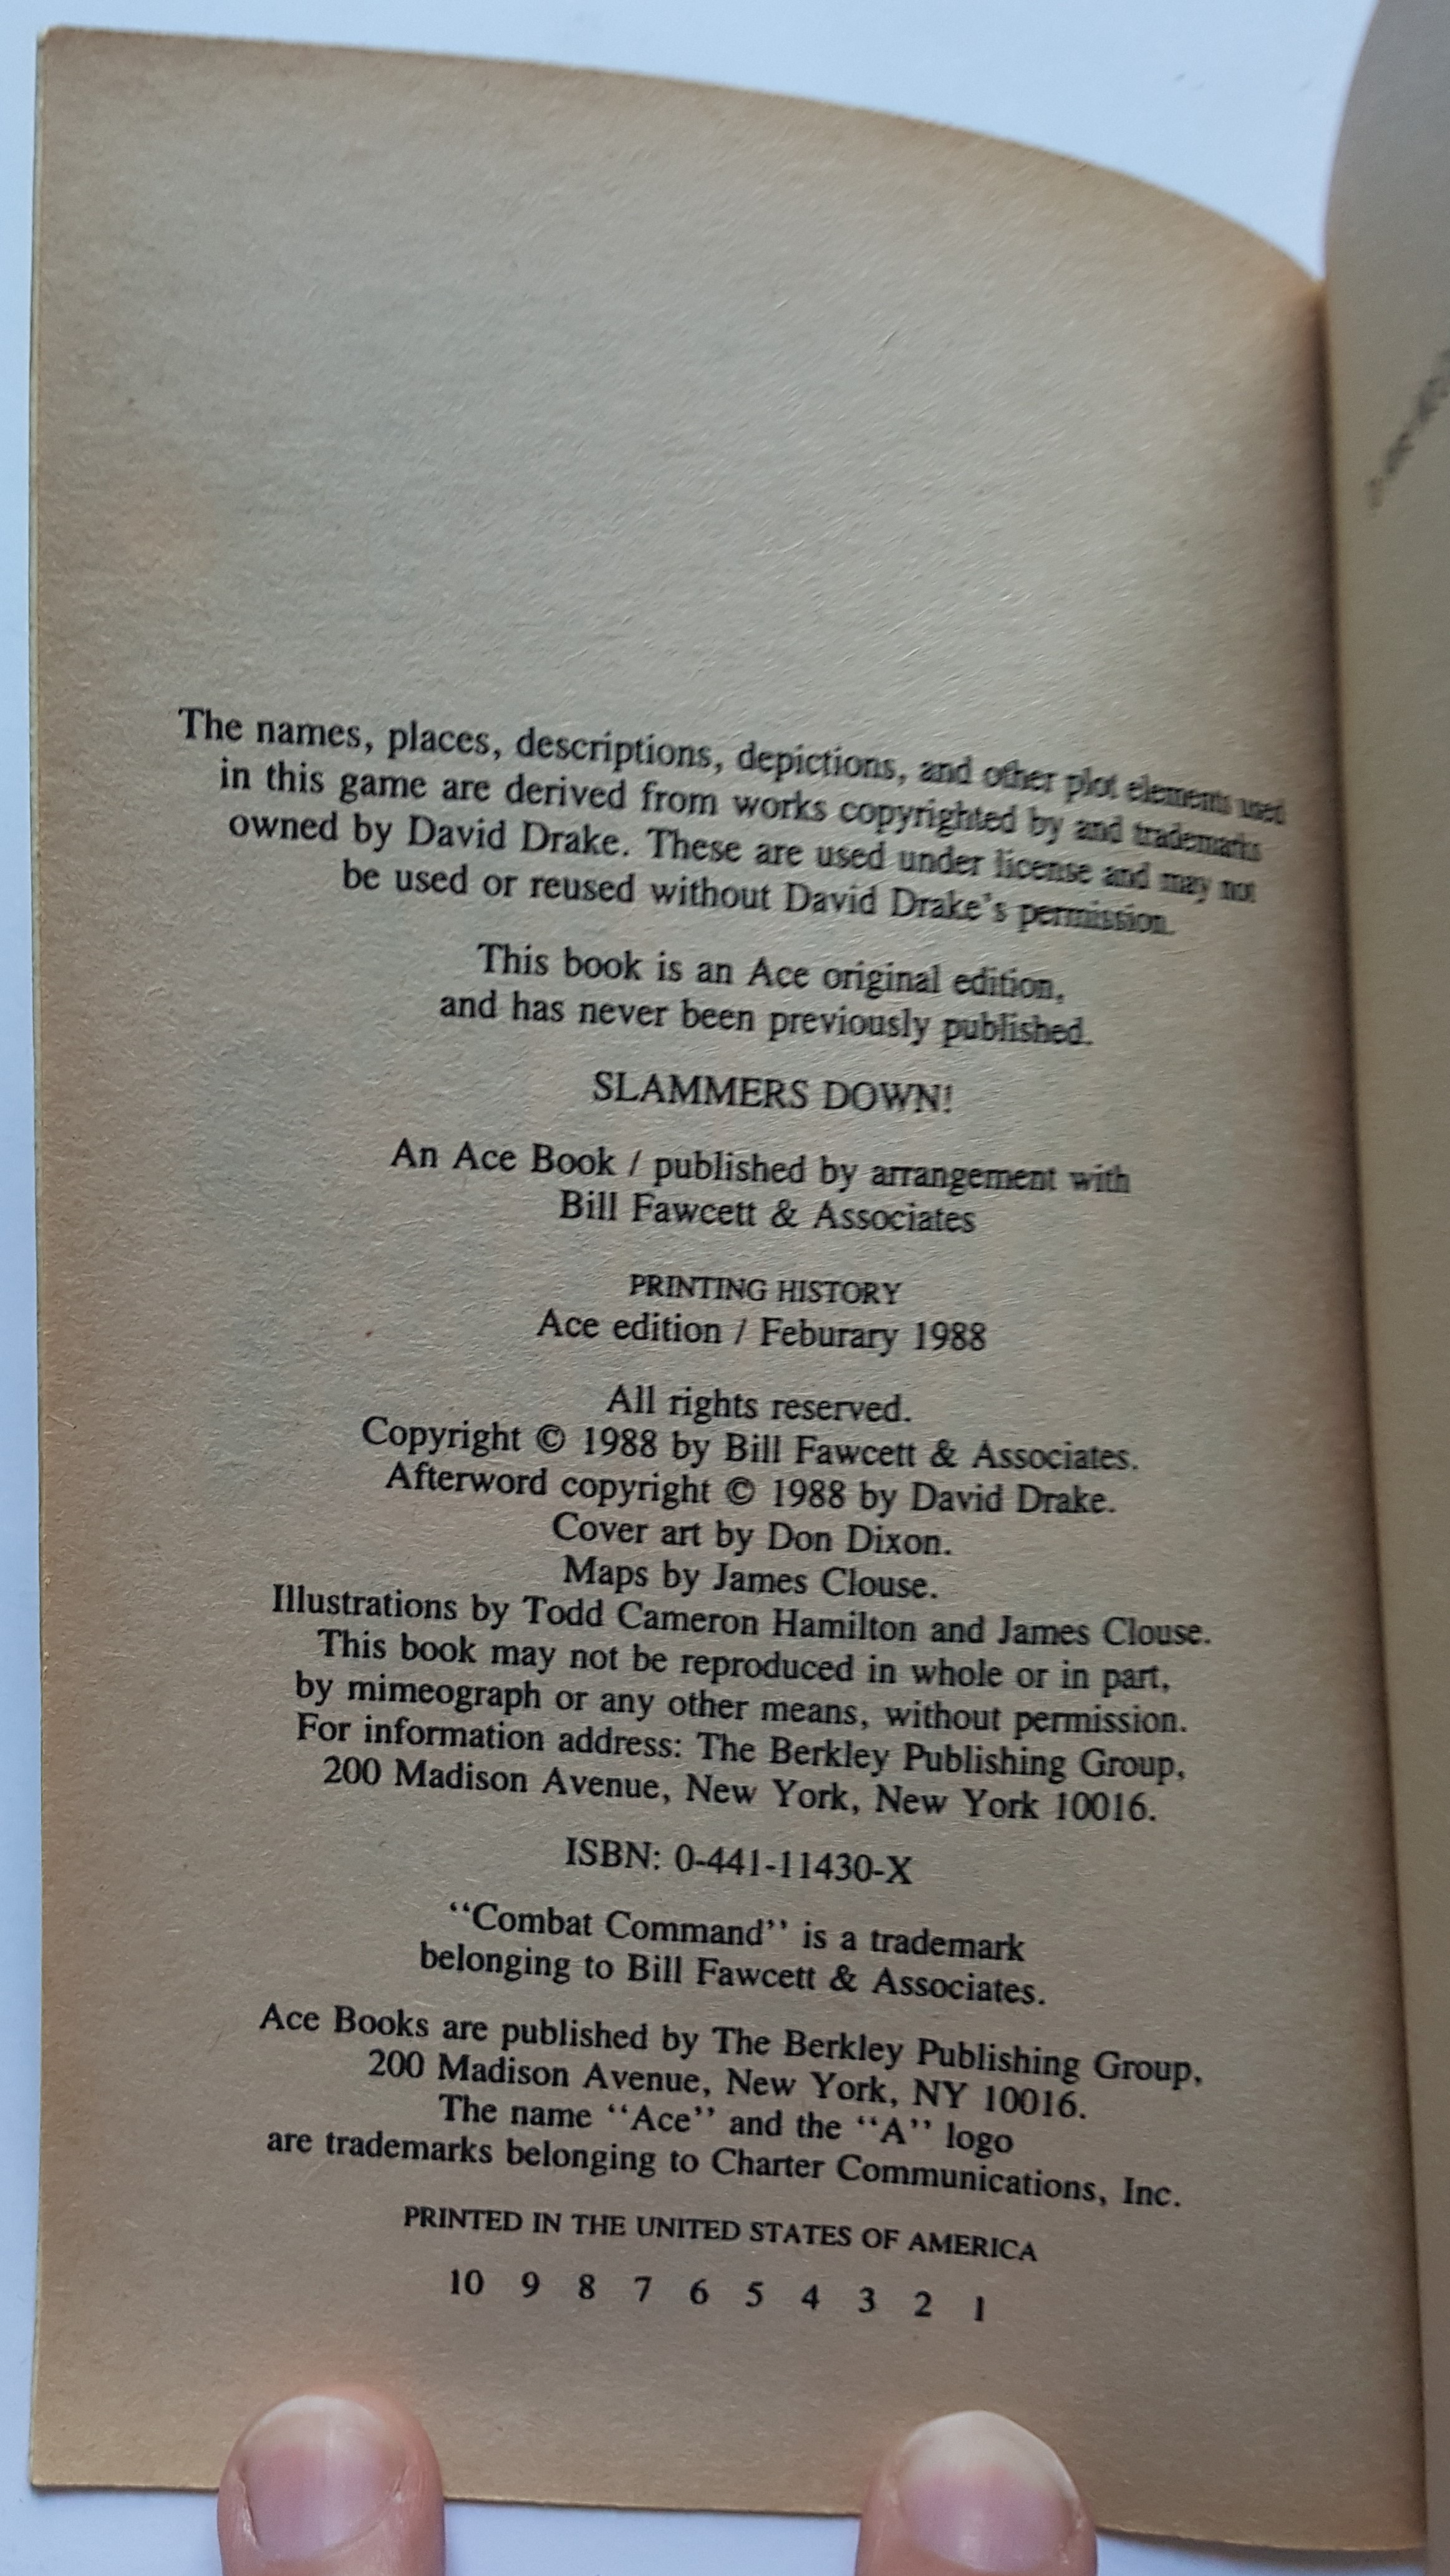 The names, places, descriptions, depictions, and other plot elements used
in this game are derived from works copyrighted by and trademarks
owned by David Drake. These are used under license and may not
be used or reused without David Drake's permission.
This book is an Ace original edition,
and has never been previously published.
SLAMMERS DOWN!
An Ace Book / published by arrangement with
Bill Fawcett & Associates
PRINTING HISTORY
Ace edition / Feburary 1988
All rights reserved.
Copyright © 1988 by Bill Fawcett & Associates.
Afterword copyright © 1988 by David Drake.
Cover art by Don Dixon.
Maps by James Clouse.
Illustrations by Todd Cameron Hamilton and James Clouse.
This book may not be reproduced in whole or in part,
by mimeograph or any other means, without permission.
For information address: The Berkley Publishing Group,
200 Madison Avenue, New York, New York 10016.
ISBN: 0-441-11430-X
‘‘Combat Command’’ is a trademark
belonging to Bill Fawcett & Associates.
Ace Books are published by The Berkley Publishing Group,
200 Madison Avenue, New York, NY 10016.
The name ‘‘Ace’’ and the ‘‘A’’ logo
are trademarks belonging to Charter Communications, Inc.
PRINTED IN THE UNITED STATES OF AMERICA
10 9 8 7 6 5 4 3 2 1